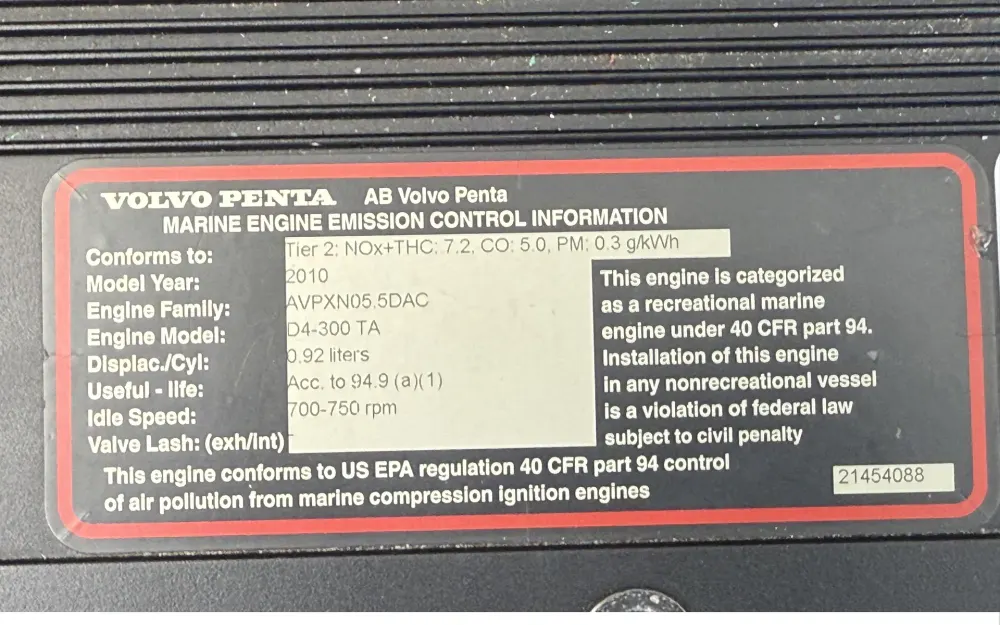 VOLVO PENTA AB Volvo Penta
MARINE ENGINE EMISSION CONTROL INFORMATION
Conforms to: Tier 2; NOx+THC: 7.2, CO: 5.0, PM: 0.3 g/kWh
Model Year: 2010
Engine Family: AVPXN05.5DAC
Engine Model: D4-300 TA
Displac./Cyl: 0.92 liters
Useful - life: Acc. to 94.9 (a)(1)
Idle Speed: 700-750 rpm
Valve Lash: (exh/int)
This engine is categorized
as a recreational marine
engine under 40 CFR part 94.
Installation of this engine
in any nonrecreational vessel
is a violation of federal law
subject to civil penalty
This engine conforms to US EPA regulation 40 CFR part 94 control
of air pollution from marine compression ignition engines
21454088